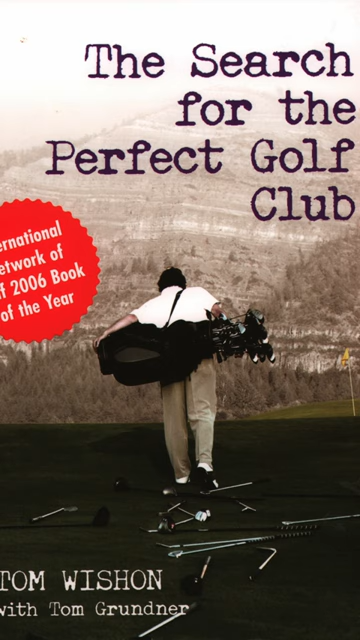 The Search
for the
Perfect Golf
Club
ernational
etwork of
f 2006 Book
of the Year
TOM WISHON
with Tom Grundner